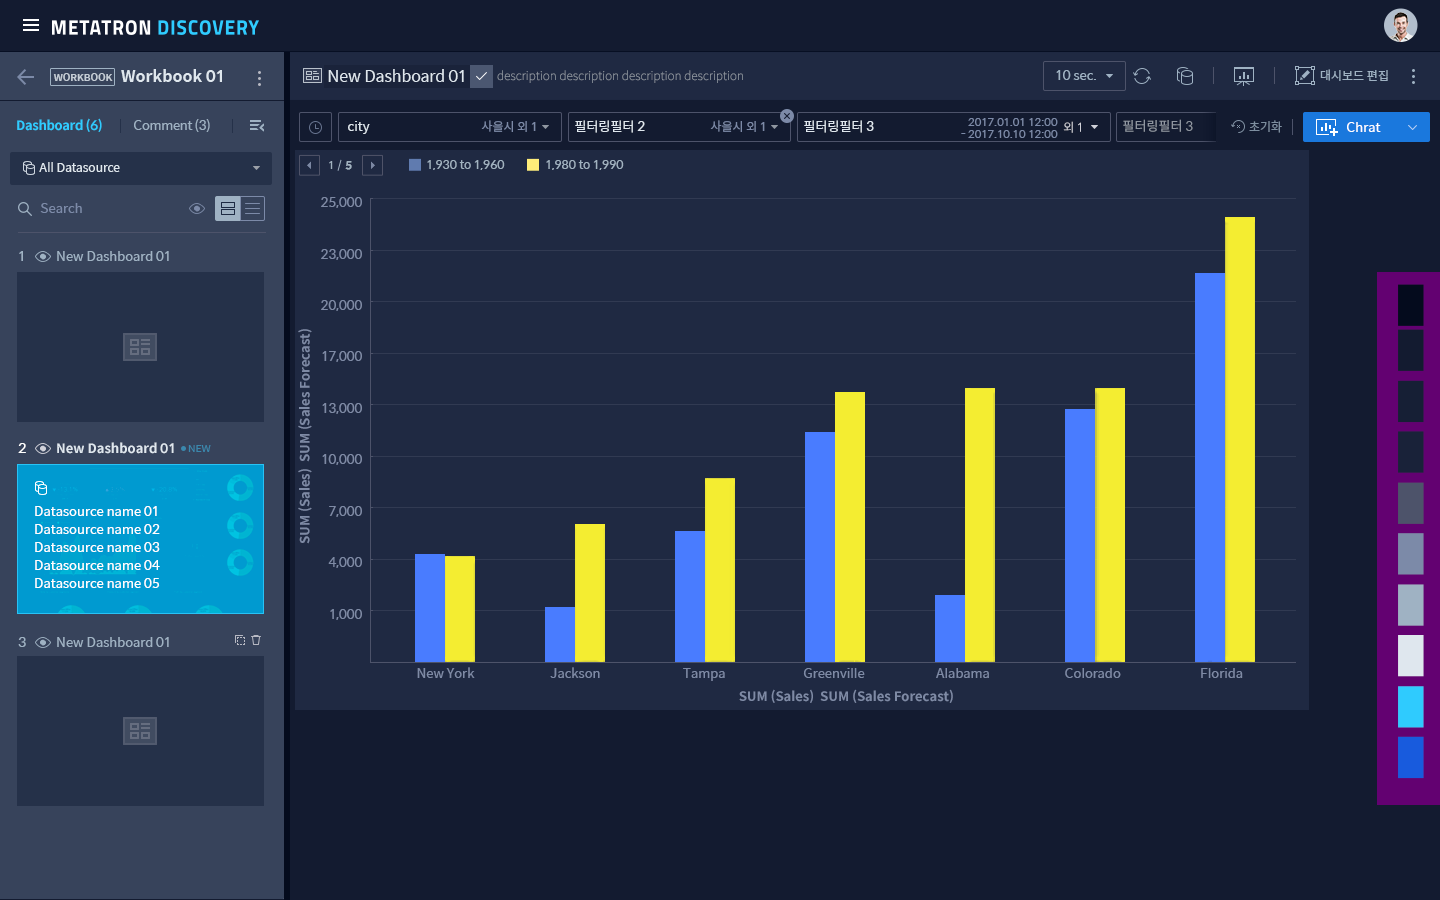 METATRON DISCOVERY
WORKBOOK Workbook 01
New Dashboard 01 description description description description
10 sec.
대시보드 편집
Dashboard (6)
Comment (3)
city
사울시 외 1
필터링필터 2
사울시 외 1
필터링필터 3
2017.01.01 12:00
~ 2017.10.10 12:00
외 1
필터링필터 3
초기화
Chrat
All Datasource
1 / 5
1,930 to 1,960
1,980 to 1,990
Search
1 New Dashboard 01
2 New Dashboard 01 NEW
Datasource name 01
Datasource name 02
Datasource name 03
Datasource name 04
Datasource name 05
3 New Dashboard 01
25,000
23,000
20,000
17,000
13,000
10,000
7,000
4,000
1,000
SUM (Sales) SUM (Sales Forecast)
New York
Jackson
Tampa
Greenville
Alabama
Colorado
Florida
SUM (Sales) SUM (Sales Forecast)